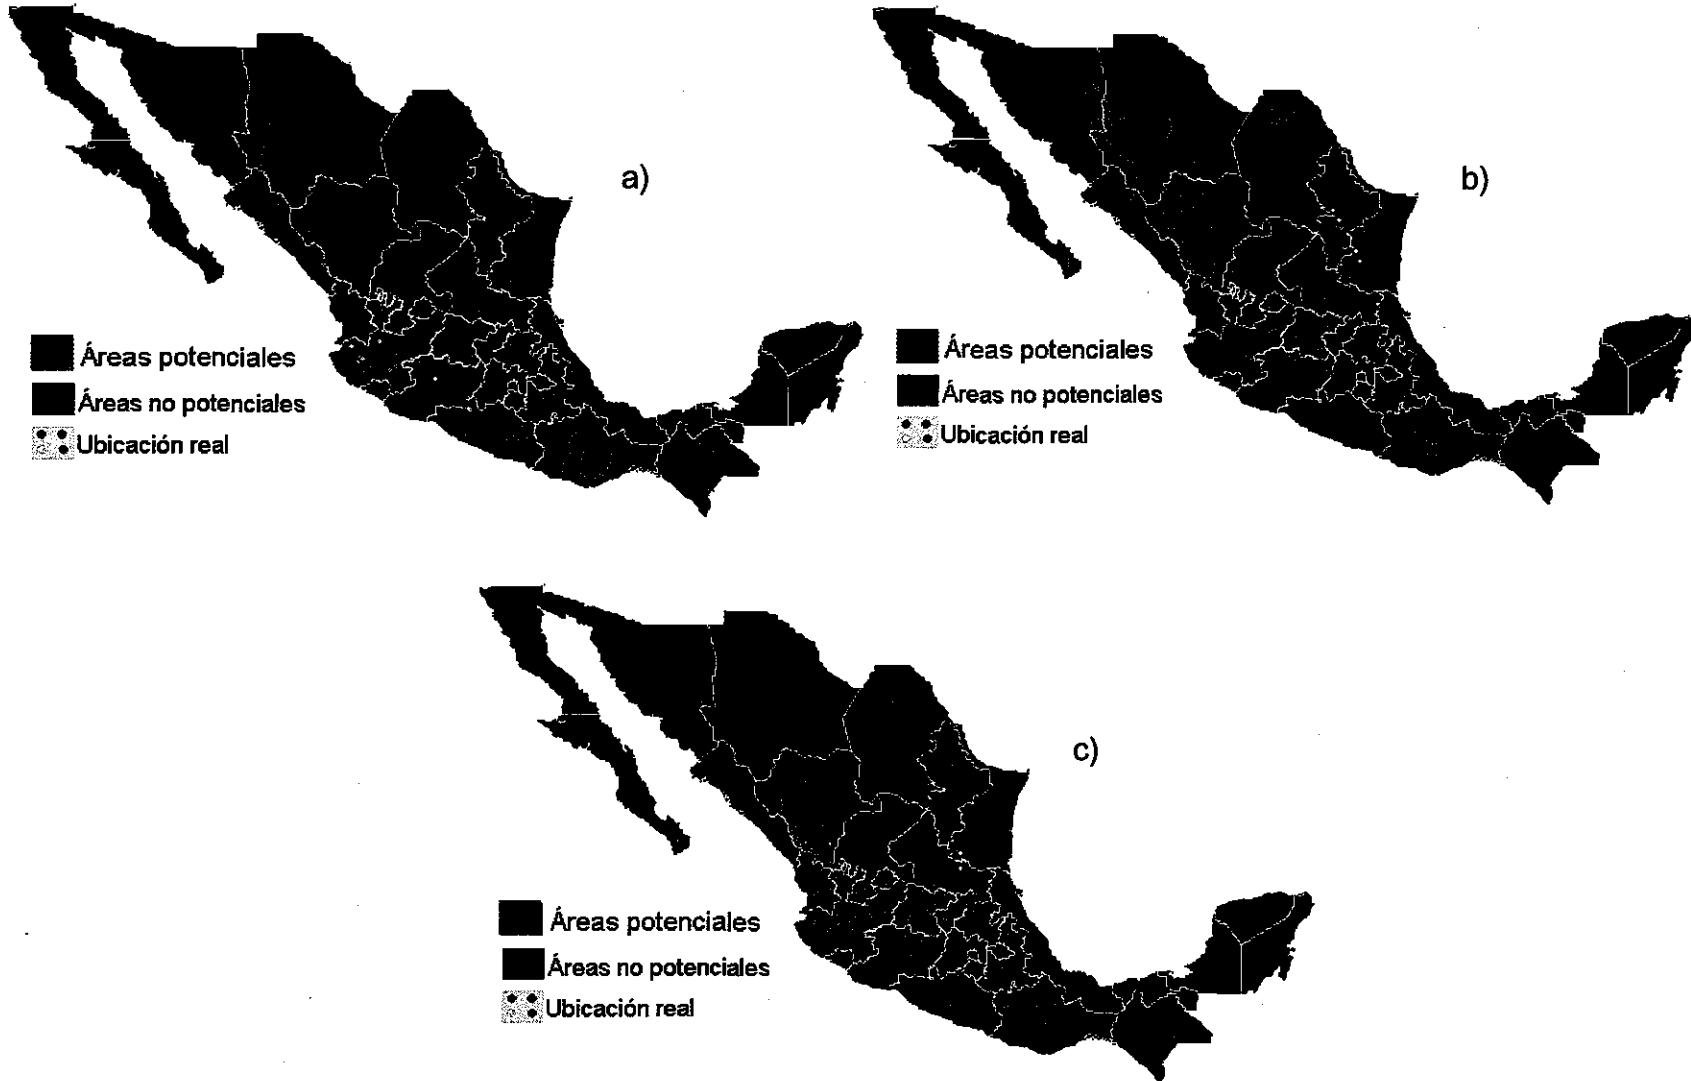 a)
Áreas potenciales
Áreas no potenciales
Ubicación real
b)
Áreas potenciales
Áreas no potenciales
Ubicación real
c)
Áreas potenciales
Áreas no potenciales
Ubicación real